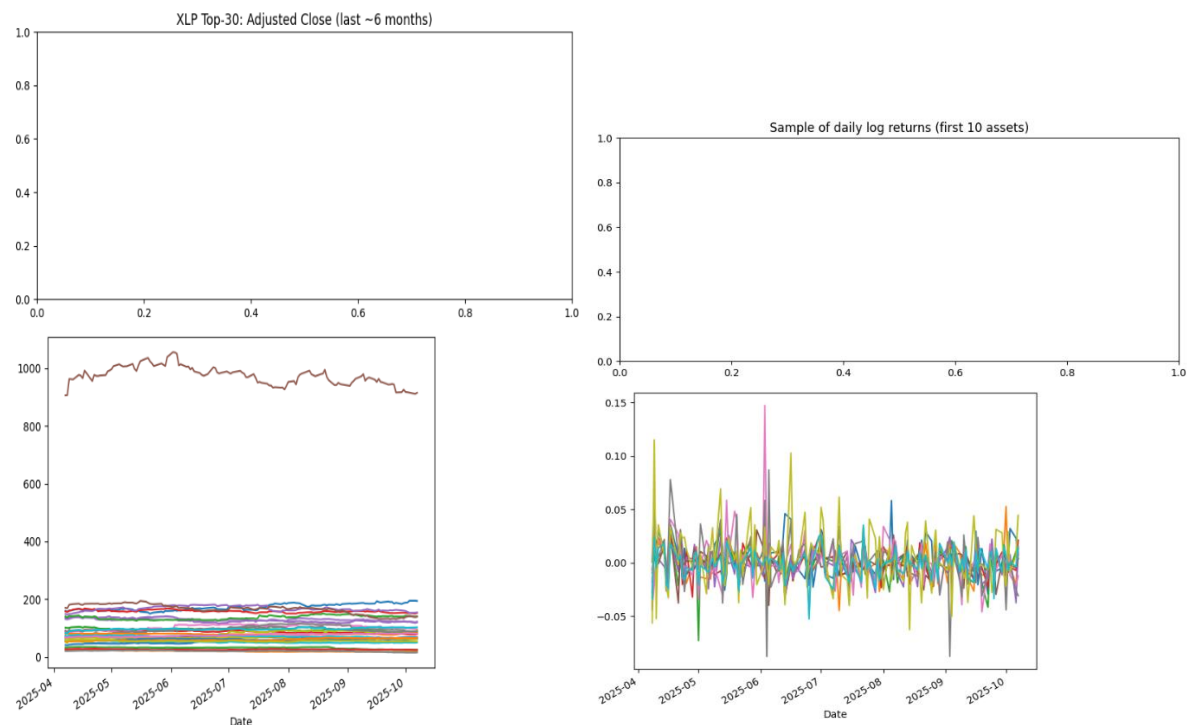 XLP Top-30: Adjusted Close (last ~6 months)
1.0
0.8
0.6
0.4
0.2
0.0
0.0 0.2 0.4 0.6 0.8 1.0
1000
800
600
400
200
0
2025-04 2025-05 2025-06 2025-07 2025-08 2025-09 2025-10
Date
Sample of daily log returns (first 10 assets)
1.0
0.8
0.6
0.4
0.2
0.0
0.0 0.2 0.4 0.6 0.8 1.0
0.15
0.10
0.05
0.00
−0.05
2025-04 2025-05 2025-06 2025-07 2025-08 2025-09 2025-10
Date